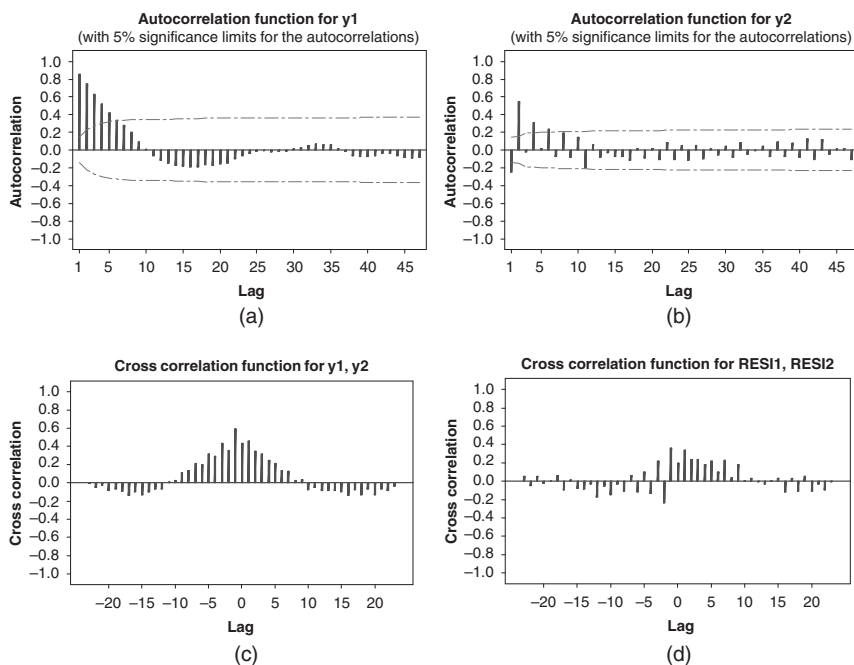 Autocorrelation function for y1
(with 5% significance limits for the autocorrelations)
Autocorrelation
1.0
0.8
0.6
0.4
0.2
0.0
−0.2
−0.4
−0.6
−0.8
−1.0
1 5 10 15 20 25 30 35 40 45
Lag
(a)
Autocorrelation function for y2
(with 5% significance limits for the autocorrelations)
Autocorrelation
1.0
0.8
0.6
0.4
0.2
0.0
−0.2
−0.4
−0.6
−0.8
−1.0
1 5 10 15 20 25 30 35 40 45
Lag
(b)
Cross correlation function for y1, y2
Cross correlation
1.0
0.8
0.6
0.4
0.2
0.0
−0.2
−0.4
−0.6
−0.8
−1.0
−20 −15 −10 −5 0 5 10 15 20
Lag
(c)
Cross correlation function for RESI1, RESI2
Cross correlation
1.0
0.8
0.6
0.4
0.2
0.0
−0.2
−0.4
−0.6
−0.8
−1.0
−20 −15 −10 −5 0 5 10 15 20
Lag
(d)